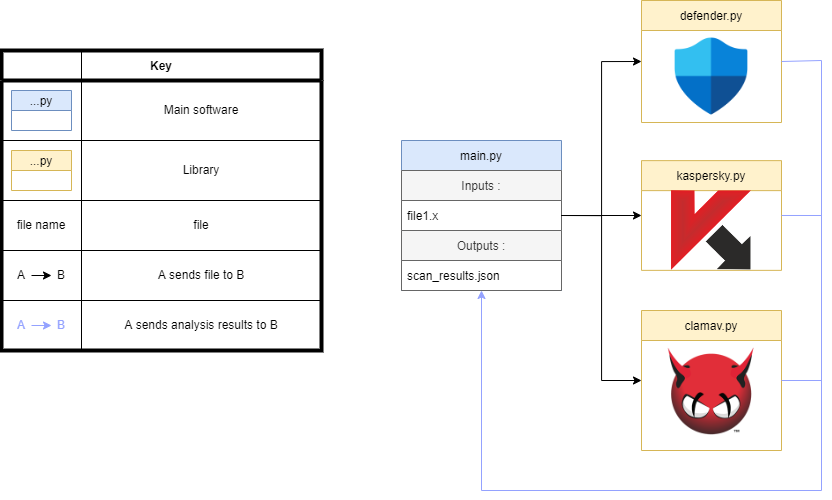 Key
...py
Main software
...py
Library
file name
file
A B
A sends file to B
A B
A sends analysis results to B
main.py
Inputs :
file1.x
Outputs :
scan_results.json
defender.py
kaspersky.py
clamav.py
TM